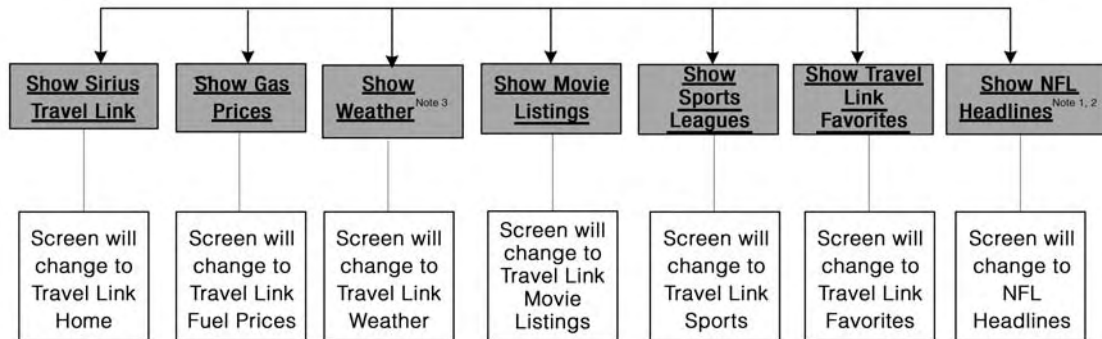 Show Sirius
Travel Link
Show Gas
Prices
Show
Weather Note 3
Show Movie
Listings
Show
Sports
Leagues
Show Travel
Link
Favorites
Show NFL
Headlines Note 1, 2
Screen will
change to
Travel Link
Home
Screen will
change to
Travel Link
Fuel Prices
Screen will
change to
Travel Link
Weather
Screen will
change to
Travel Link
Movie
Listings
Screen will
change to
Travel Link
Sports
Screen will
change to
Travel Link
Favorites
Screen will
change to
NFL
Headlines